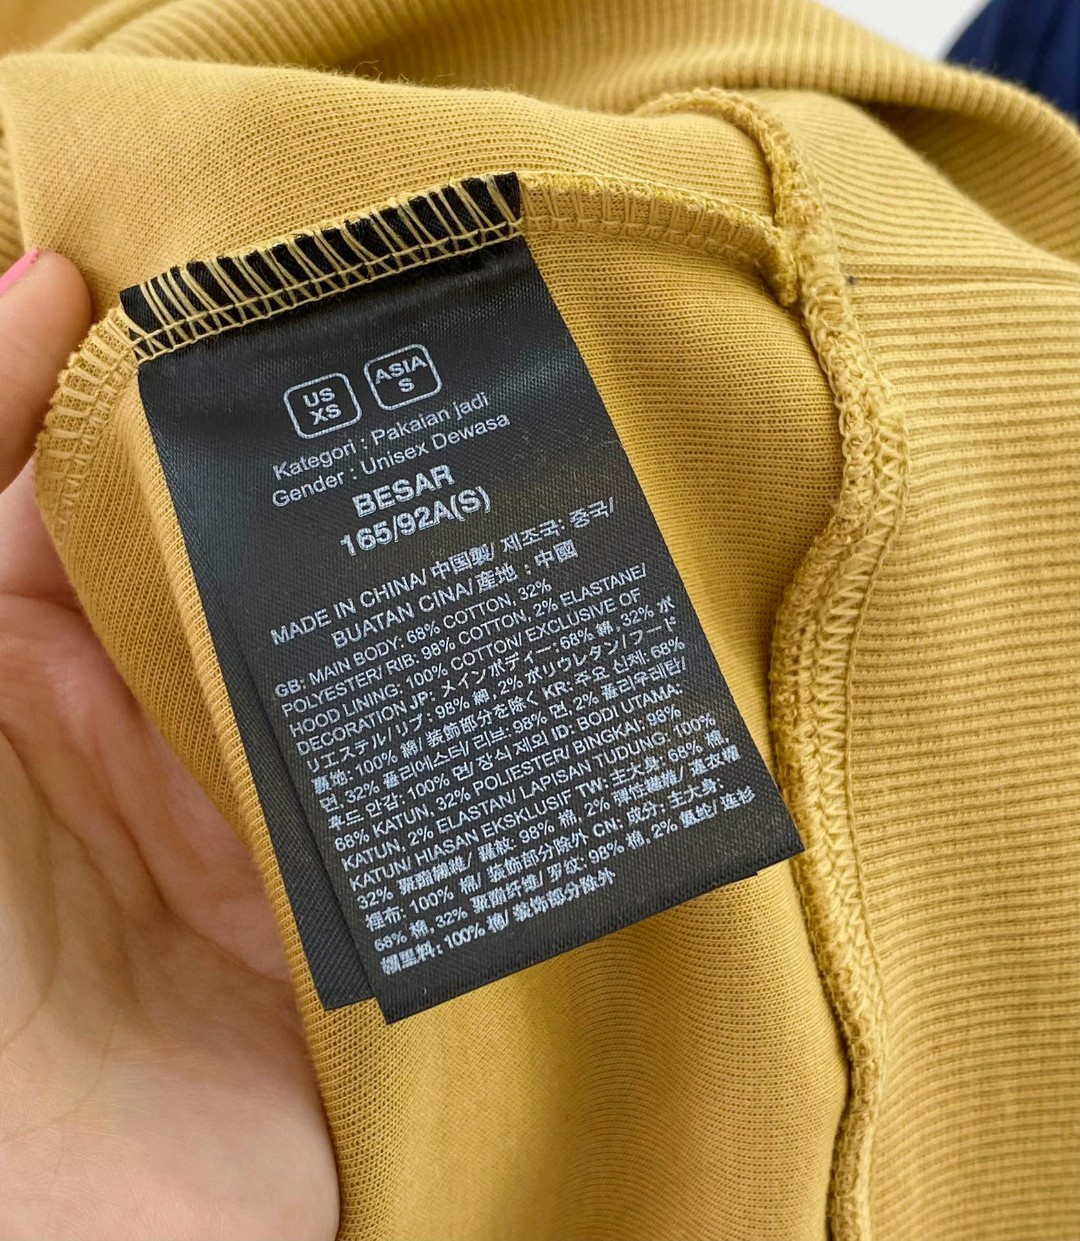 US
XS
ASIA
S
Kategori : Pakaian jadi
Gender : Unisex Dewasa
BESAR
165/92A(S)
MADE IN CHINA/ 中国製/ 제조국: 중국/
BUATAN CINA/ 産地 : 中國
GB: MAIN BODY: 68% COTTON, 32%
POLYESTER/ RIB: 98% COTTON, 2% ELASTANE/
HOOD LINING: 100% COTTON/ EXCLUSIVE OF
DECORATION JP: メインボディー: 68% 綿, 32% ポ
リエステル/ リブ: 98% 綿, 2% ポリウレタン/ フード
裏地: 100% 綿/ 装飾部分を除く KR: 주요 신체: 68%
면, 32% 폴리에스터/ 리브: 98% 면, 2% 폴리우레탄/
후드 안감: 100% 면/ 장식 제외 ID: BODI UTAMA:
68% KATUN, 32% POLIESTER/ BINGKAI: 98%
KATUN, 2% ELASTAN/ LAPISAN TUDUNG: 100%
KATUN/ HIASAN EKSKLUSIF TW: 主大身: 68% 棉,
32% 聚酯纖維/ 羅紋: 98% 棉, 2% 彈性纖維/ 連衣帽
裡布: 100% 棉/ 装飾部分除外 CN: 成分: 主大身:
68% 棉, 32% 聚酯纤维/ 罗纹: 98% 棉, 2% 氨纶/ 连衫
帽里料: 100% 棉/ 装饰部分除外